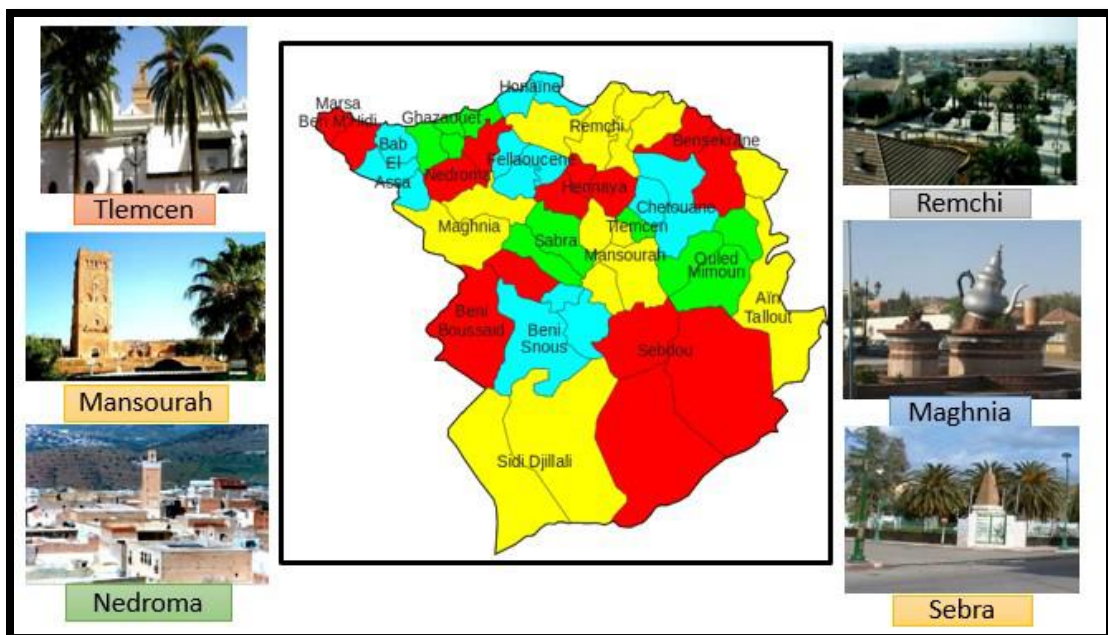 Tlemcen
Mansourah
Nedroma
Honaïne
Marsa
Ben M'Hidi
Ghazaouet
Remchi
Bab
El
Assa
Nedroma
Fellaoucene
Bensekrane
Hennaya
Chetouane
Maghnia
Sabra
Tlemcen
Mansourah
Ouled
Mimoun
Beni
Boussaid
Beni
Snous
Sebdou
Aïn
Tallout
Sidi Djillali
Remchi
Maghnia
Sebra